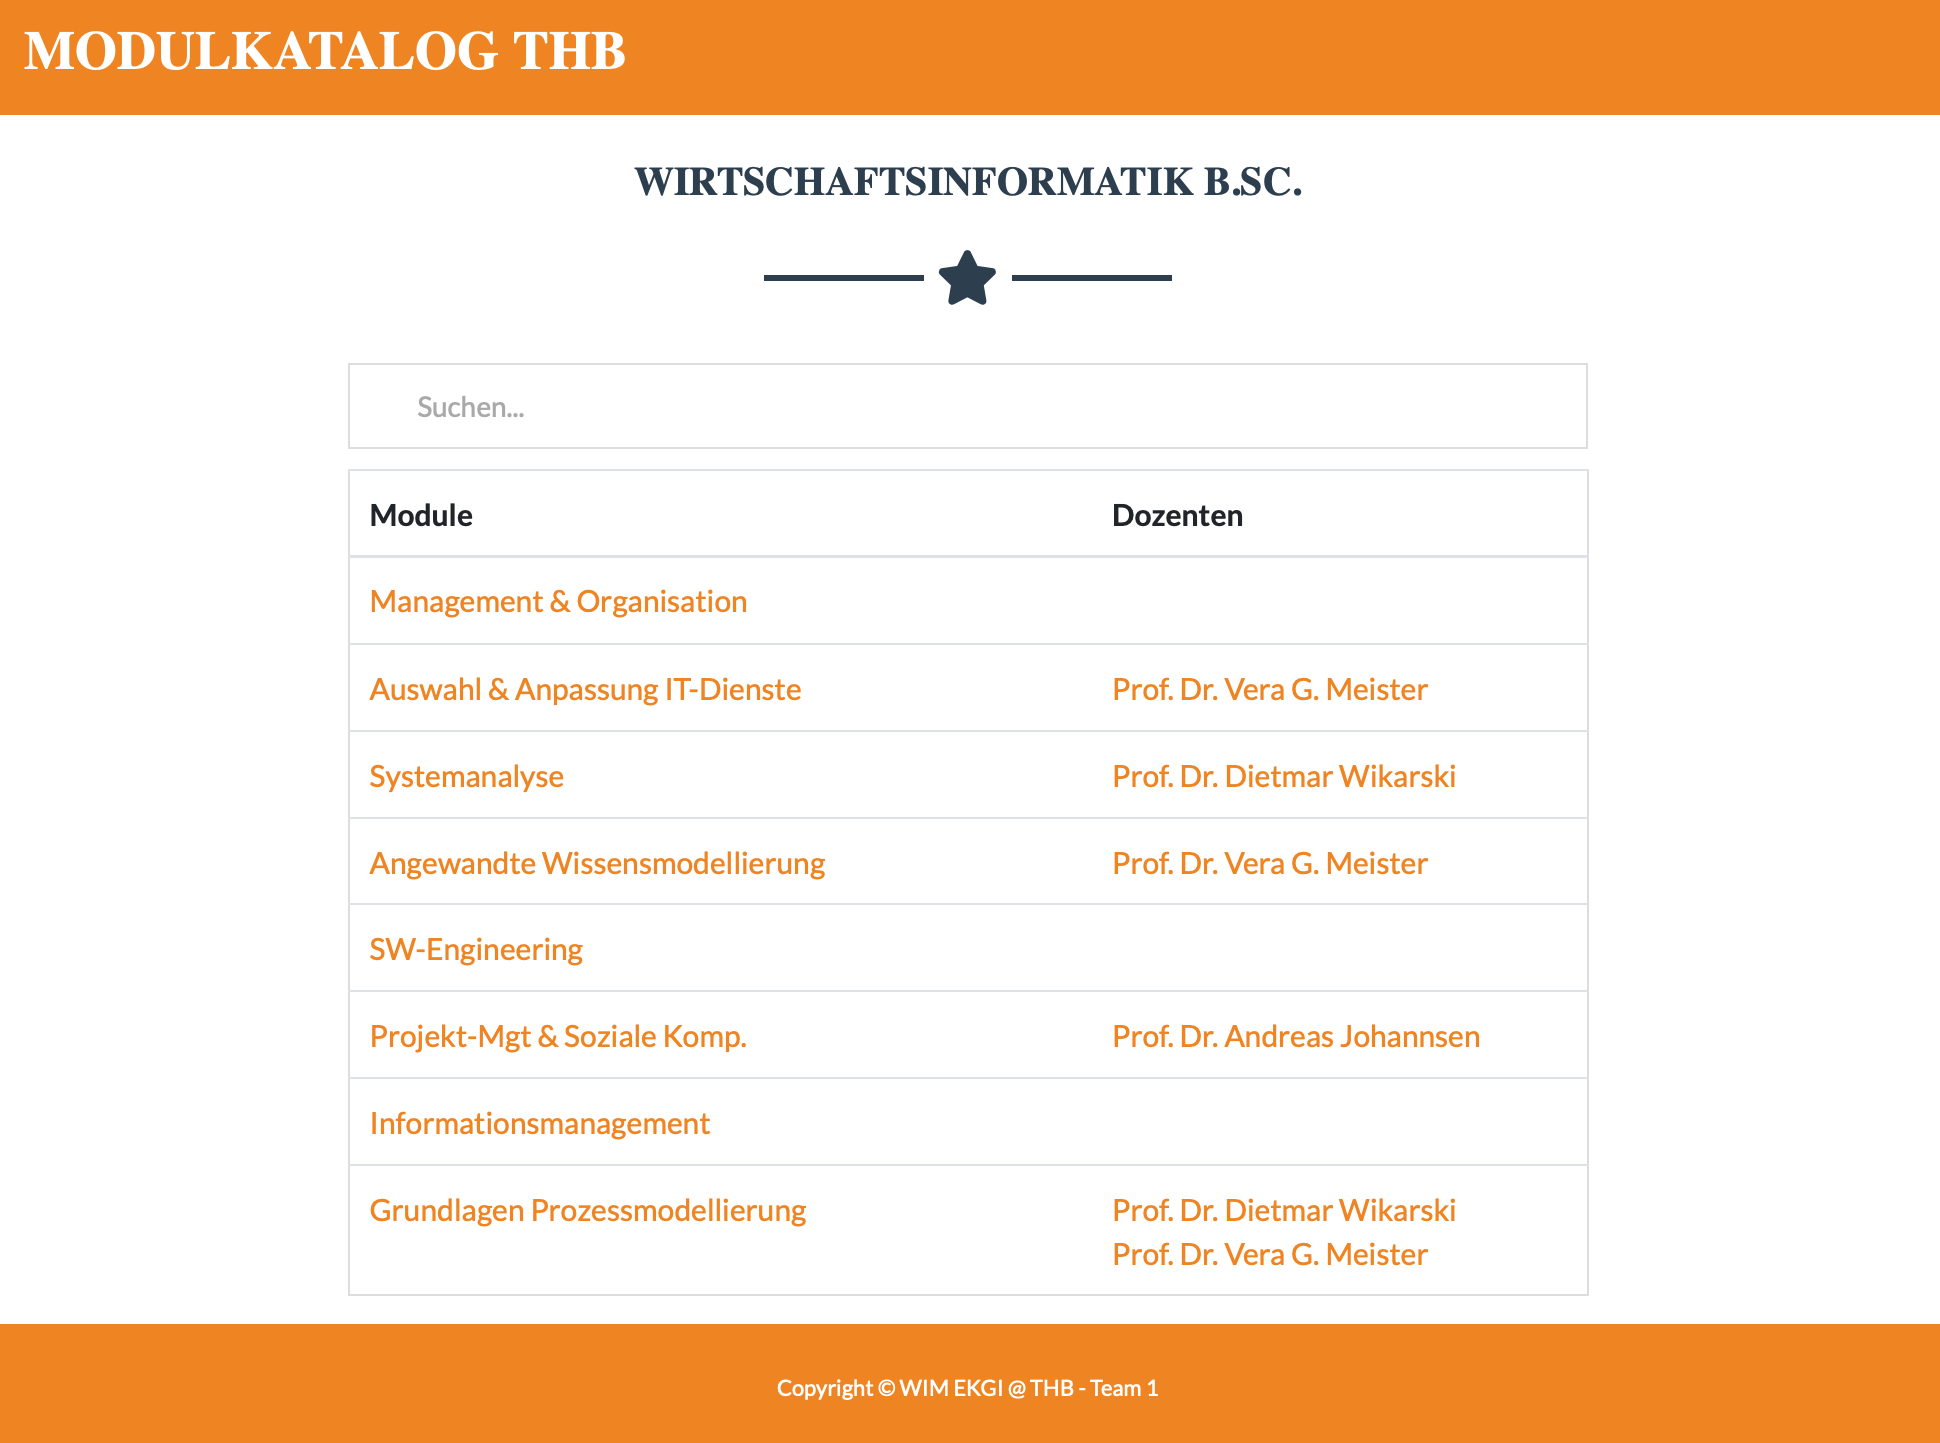 MODULKATALOG THB
WIRTSCHAFTSINFORMATIK B.SC.
Suchen...
Module Dozenten
Management & Organisation
Auswahl & Anpassung IT-Dienste Prof. Dr. Vera G. Meister
Systemanalyse Prof. Dr. Dietmar Wikarski
Angewandte Wissensmodellierung Prof. Dr. Vera G. Meister
SW-Engineering
Projekt-Mgt & Soziale Komp. Prof. Dr. Andreas Johannsen
Informationsmanagement
Grundlagen Prozessmodellierung Prof. Dr. Dietmar Wikarski
Prof. Dr. Vera G. Meister
Copyright © WIM EKGI @ THB - Team 1